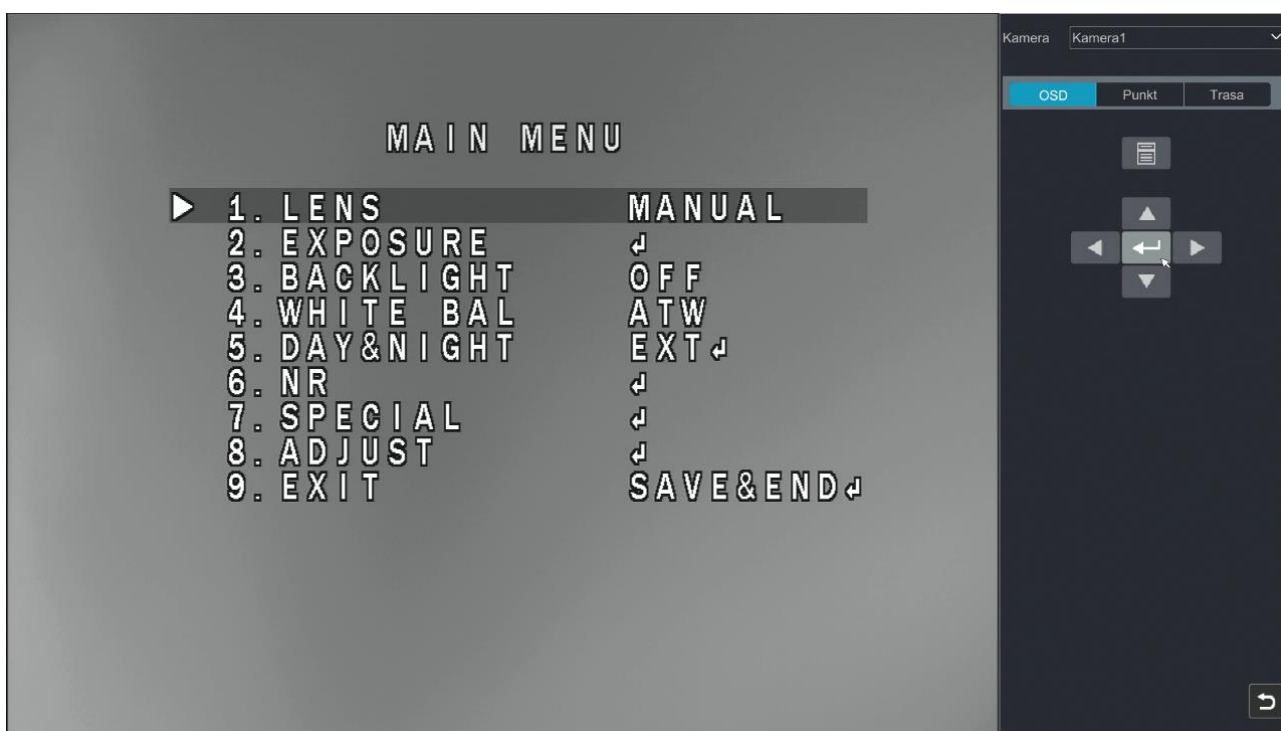 MAIN MENU
1. LENS MANUAL
2. EXPOSURE ↲
3. BACKLIGHT OFF
4. WHITE BAL ATW
5. DAY&NIGHT EXT↲
6. NR ↲
7. SPECIAL ↲
8. ADJUST ↲
9. EXIT SAVE&END↲
Kamera Kamera1
OSD Punkt Trasa